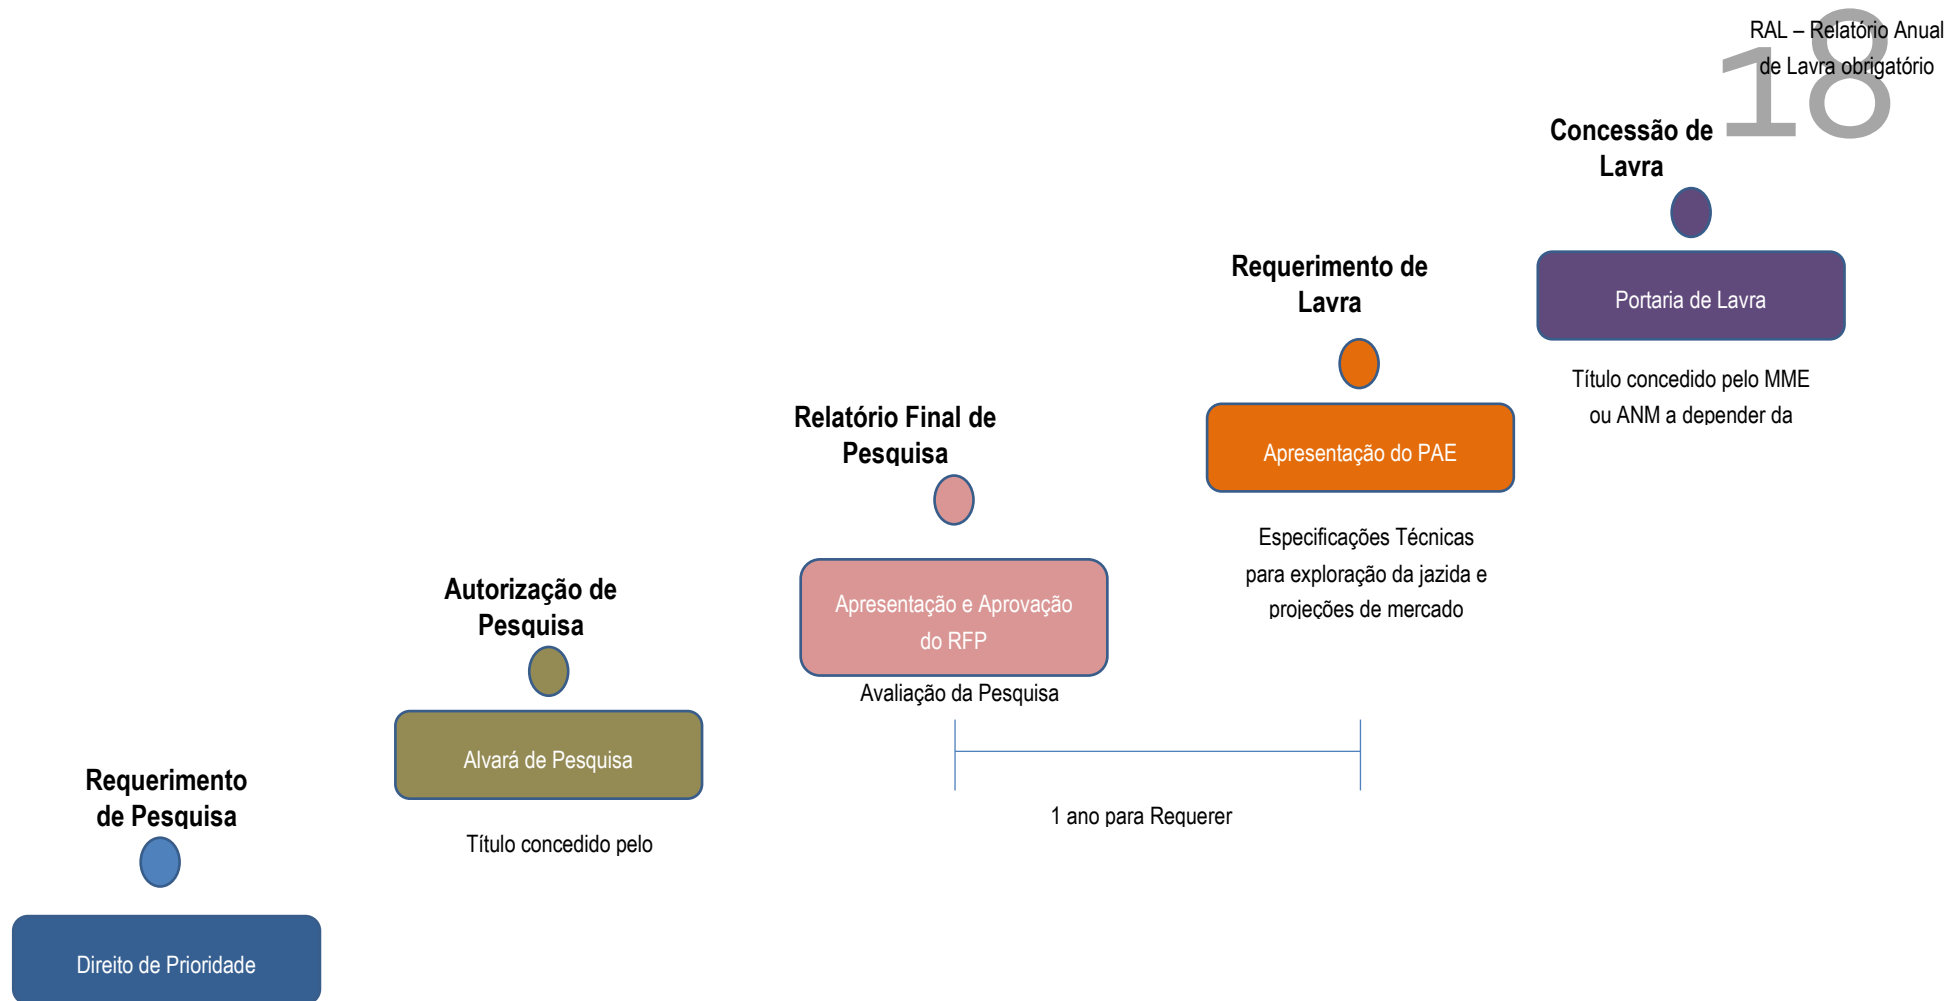 RAL – Relatório Anual
de Lavra obrigatório
18
Concessão de
Lavra
Portaria de Lavra
Título concedido pelo MME
ou ANM a depender da
Requerimento de
Lavra
Apresentação do PAE
Especificações Técnicas
para exploração da jazida e
projeções de mercado
Relatório Final de
Pesquisa
Apresentação e Aprovação
do RFP
Avaliação da Pesquisa
1 ano para Requerer
Autorização de
Pesquisa
Alvará de Pesquisa
Título concedido pelo
Requerimento
de Pesquisa
Direito de Prioridade